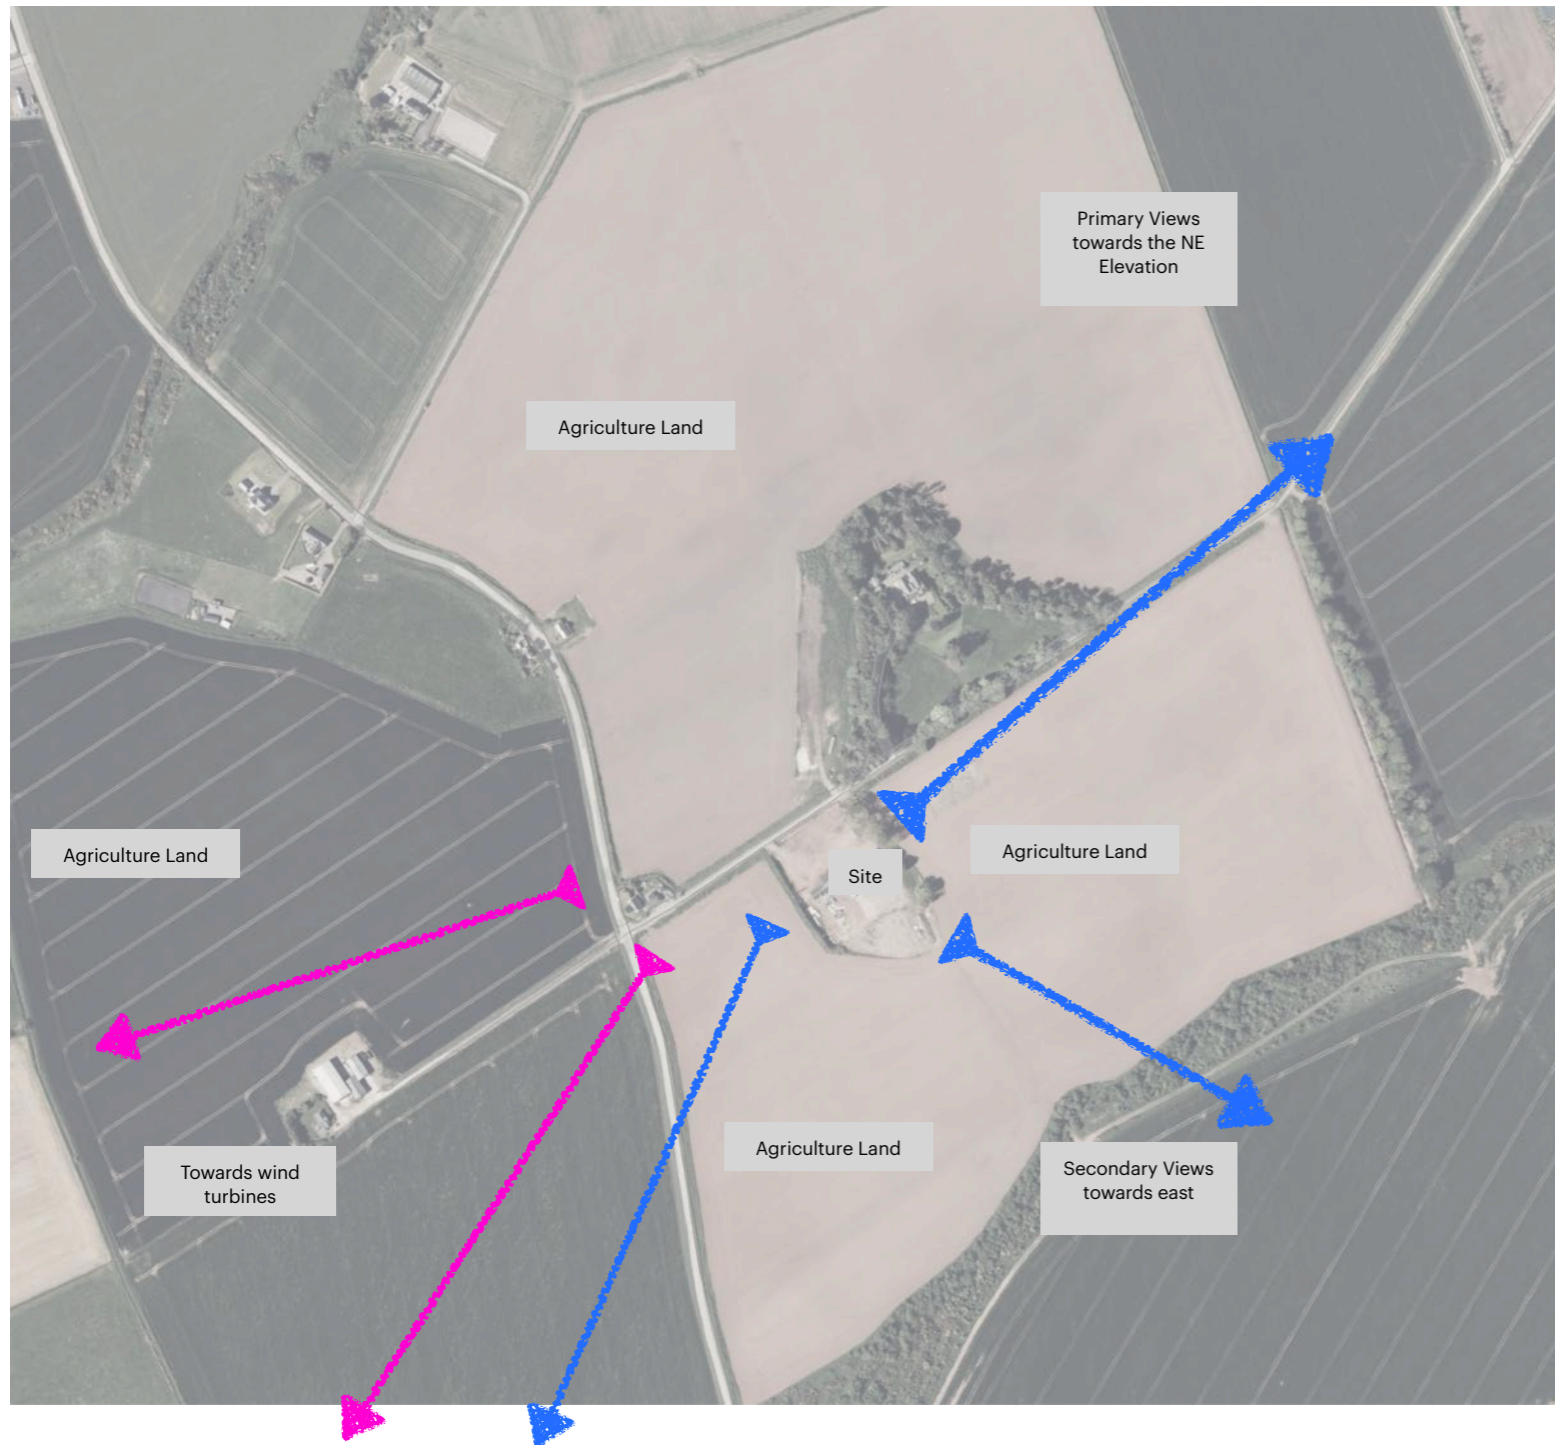 Primary Views
towards the NE
Elevation
Agriculture Land
Agriculture Land
Site
Agriculture Land
Agriculture Land
Towards wind
turbines
Secondary Views
towards east